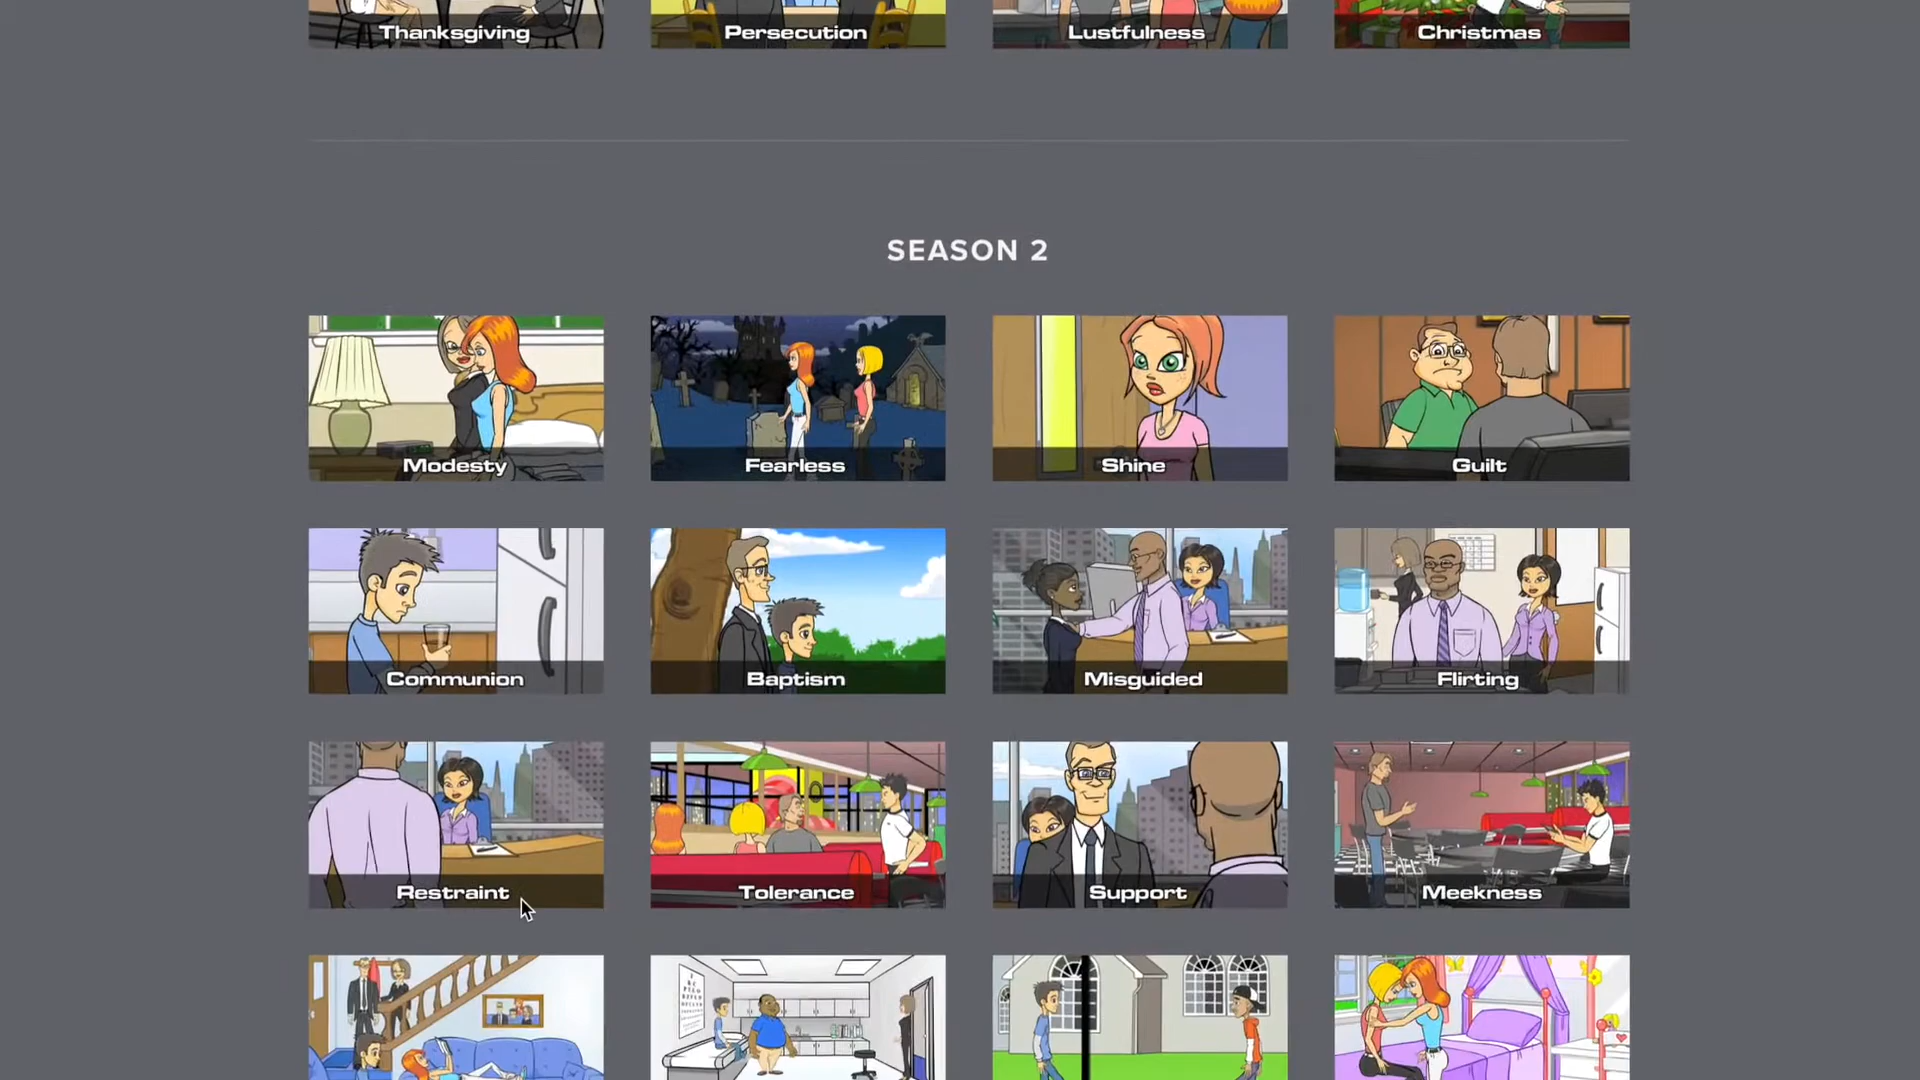 Thanksgiving
Persecution
Lustfulness
Christmas
SEASON 2
Modesty
Fearless
Shine
Guilt
Communion
Baptism
Misguided
Flirting
Restraint
Tolerance
Support
Meekness